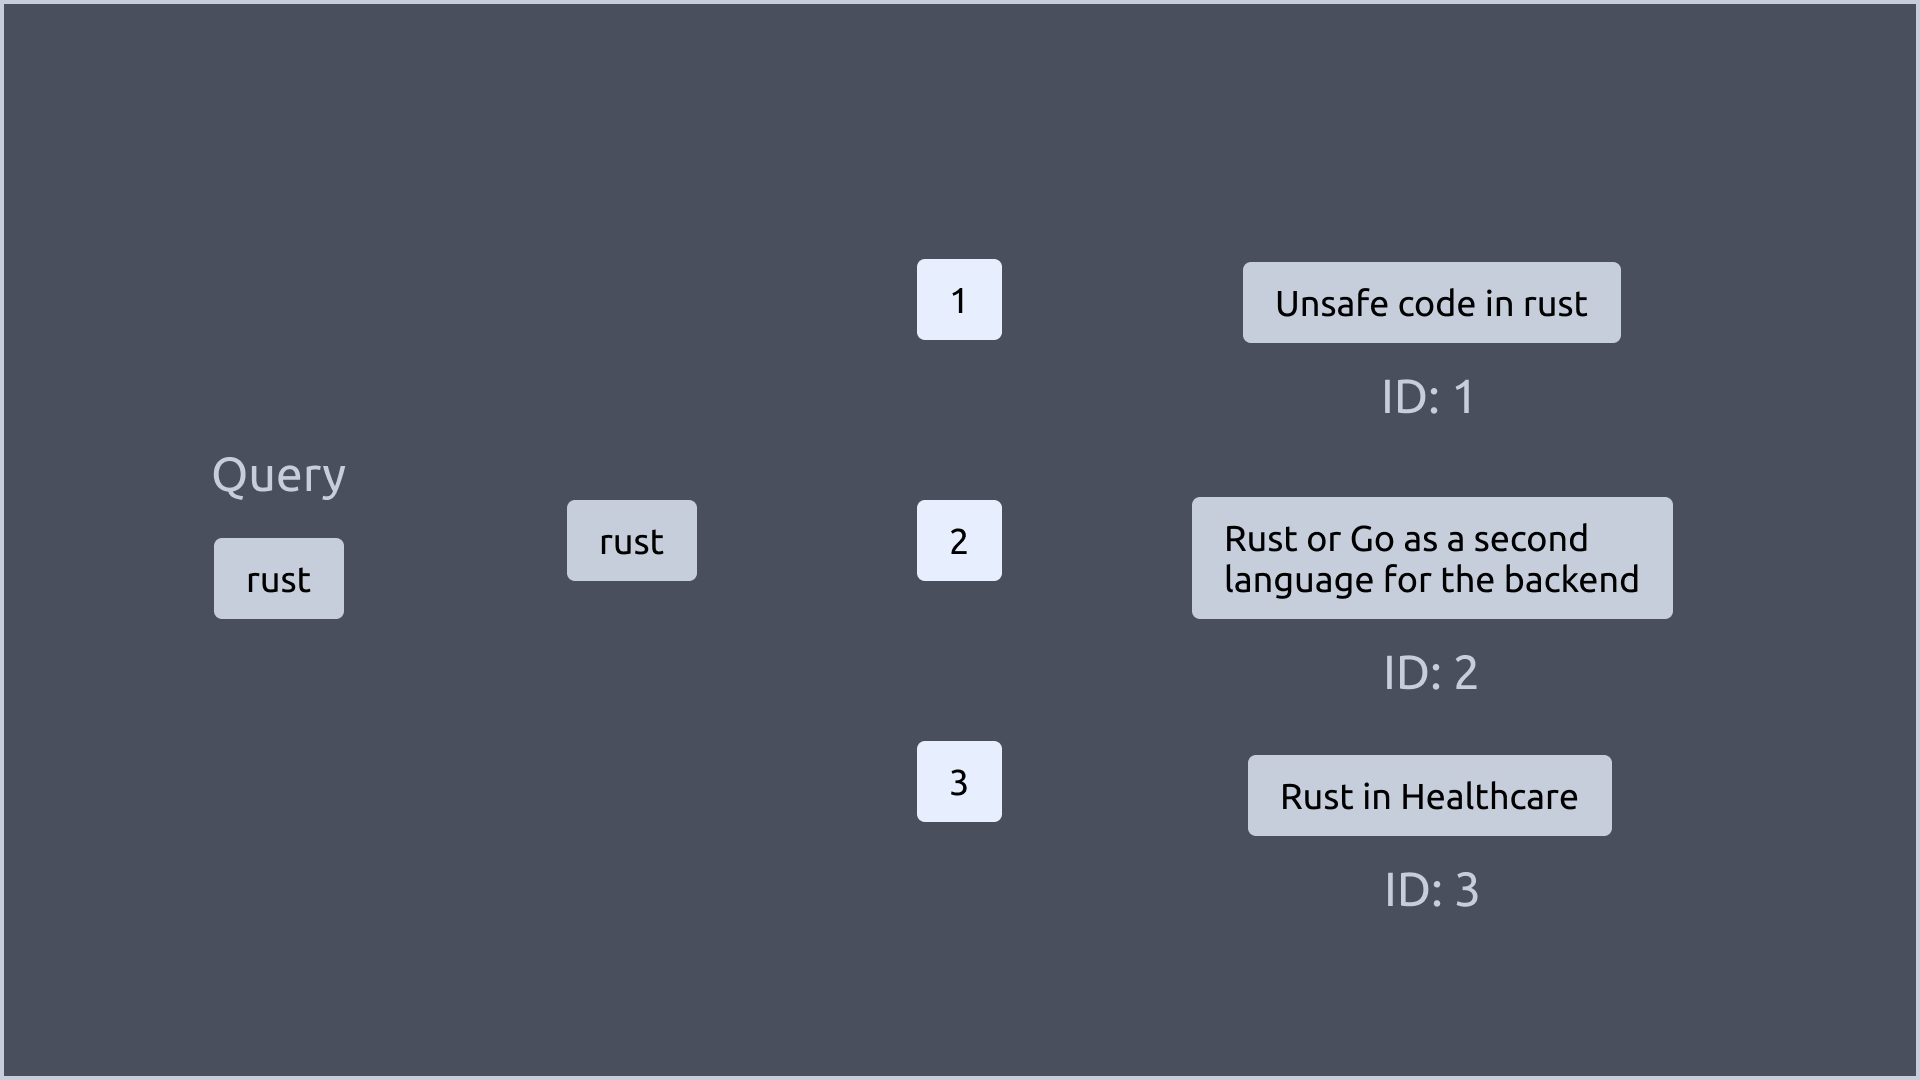 Query
rust
rust
1
2
3
Unsafe code in rust
ID: 1
Rust or Go as a second
language for the backend
ID: 2
Rust in Healthcare
ID: 3